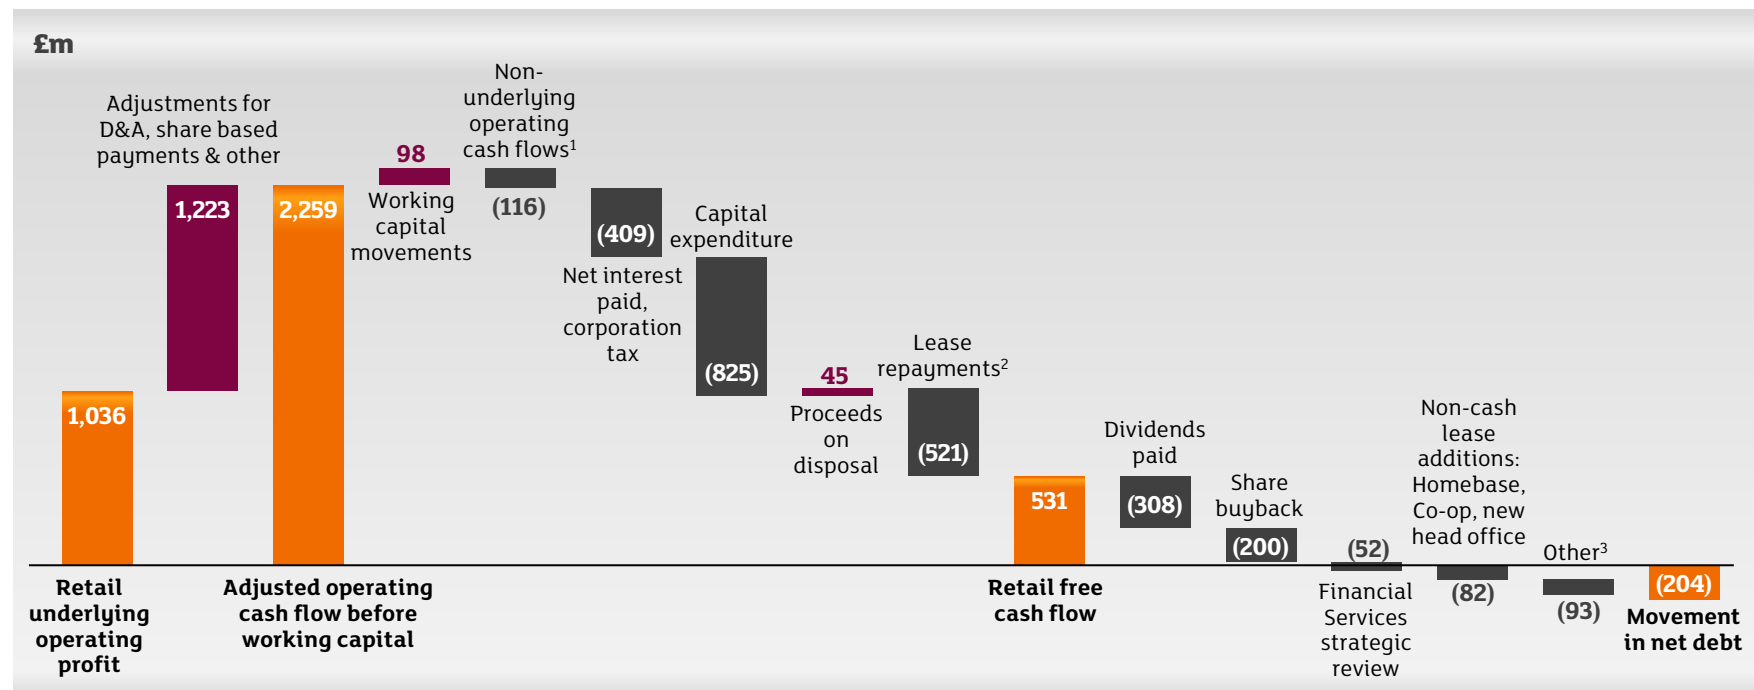 £m
Adjustments for
D&A, share based
payments & other
1,223
1,036
Retail
underlying
operating
profit
2,259
Adjusted operating
cash flow before
working capital
98
Working
capital
movements
Non-
underlying
operating
cash flows¹
(116)
(409)
Net interest
paid,
corporation
tax
Capital
expenditure
(825)
45
Proceeds
on
disposal
Lease
repayments²
(521)
531
Retail free
cash flow
Dividends
paid
(308)
Share
buyback
(200)
(52)
Financial
Services
strategic
review
Non-cash
lease
additions:
Homebase,
Co-op, new
head office
(82)
Other³
(93)
(204)
Movement
in net debt